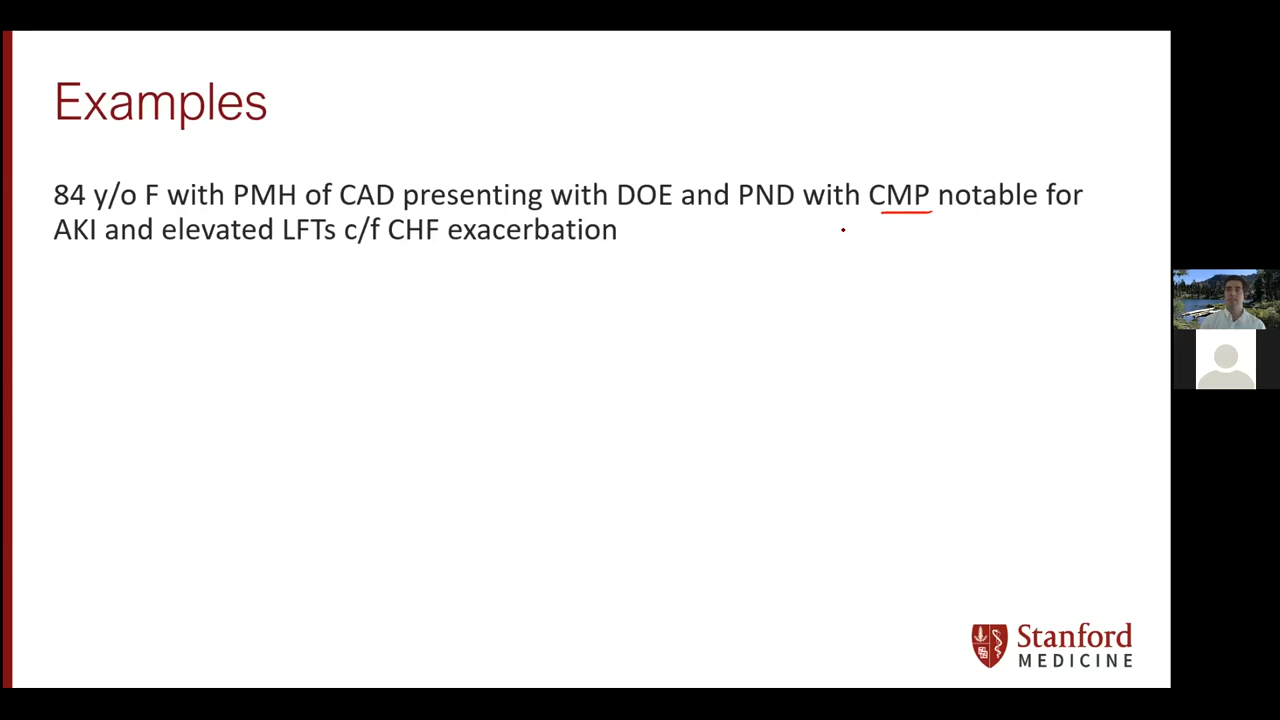 Examples
84 y/o F with PMH of CAD presenting with DOE and PND with CMP notable for
AKI and elevated LFTs c/f CHF exacerbation
Stanford
MEDICINE